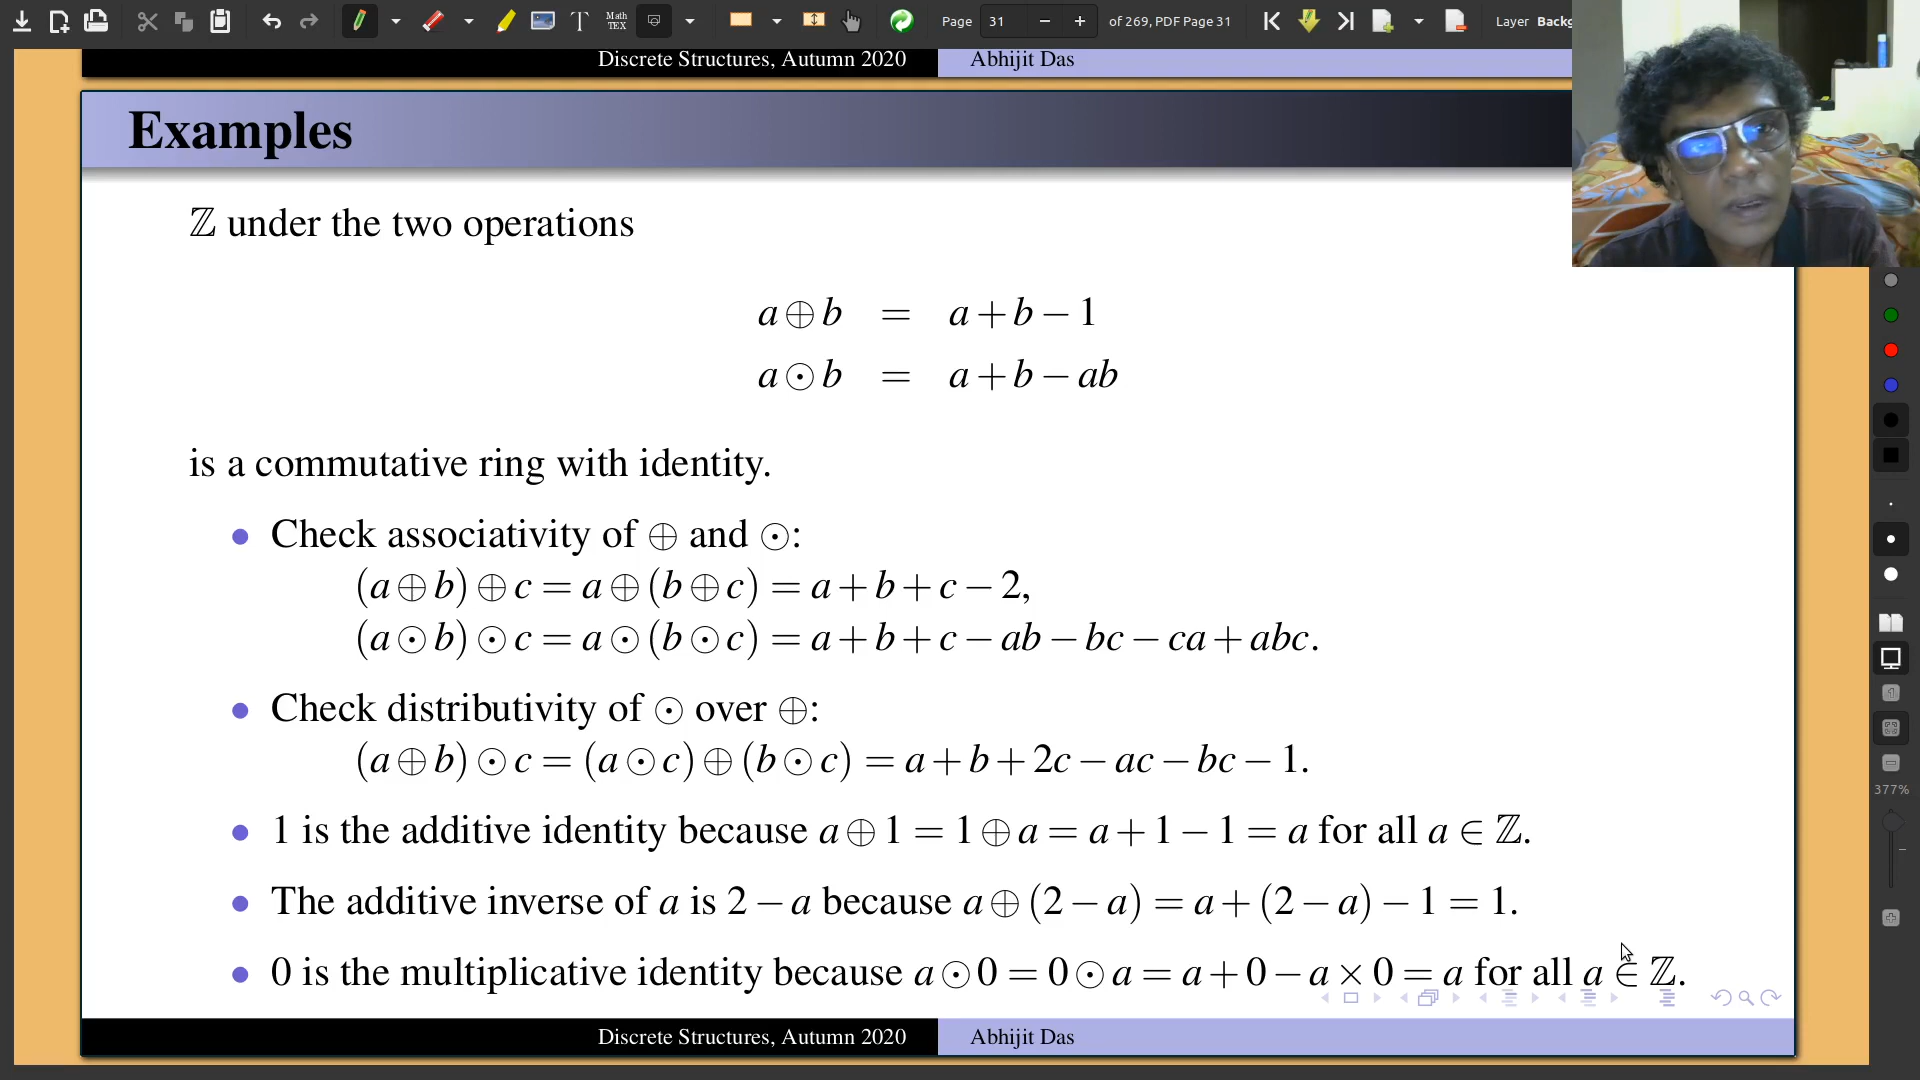 Page 31 of 269, PDF Page 31 Layer Backg
T Math TEX
Discrete Structures, Autumn 2020 Abhijit Das
Examples
ℤ under the two operations
a ⊕ b = a + b − 1
a ⊙ b = a + b − ab
is a commutative ring with identity.
• Check associativity of ⊕ and ⊙:
(a ⊕ b) ⊕ c = a ⊕ (b ⊕ c) = a + b + c − 2,
(a ⊙ b) ⊙ c = a ⊙ (b ⊙ c) = a + b + c − ab − bc − ca + abc.
• Check distributivity of ⊙ over ⊕:
(a ⊕ b) ⊙ c = (a ⊙ c) ⊕ (b ⊙ c) = a + b + 2c − ac − bc − 1.
• 1 is the additive identity because a ⊕ 1 = 1 ⊕ a = a + 1 − 1 = a for all a ∈ ℤ.
• The additive inverse of a is 2 − a because a ⊕ (2 − a) = a + (2 − a) − 1 = 1.
377%
• 0 is the multiplicative identity because a ⊙ 0 = 0 ⊙ a = a + 0 − a × 0 = a for all a ∈ ℤ.
Discrete Structures, Autumn 2020 Abhijit Das